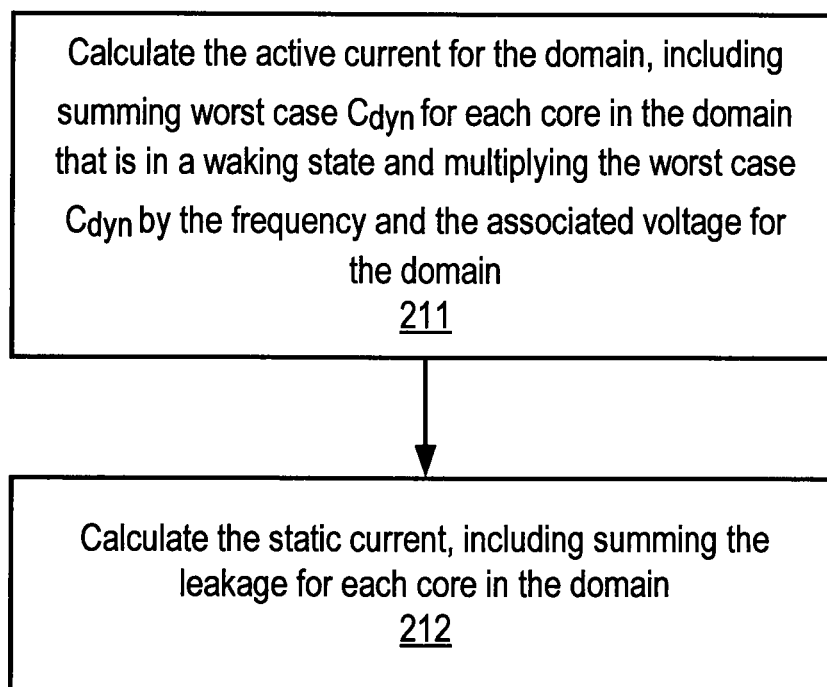 Calculate the active current for the domain, including
summing worst case Cdyn for each core in the domain
that is in a waking state and multiplying the worst case
Cdyn by the frequency and the associated voltage for
the domain
211
Calculate the static current, including summing the
leakage for each core in the domain
212